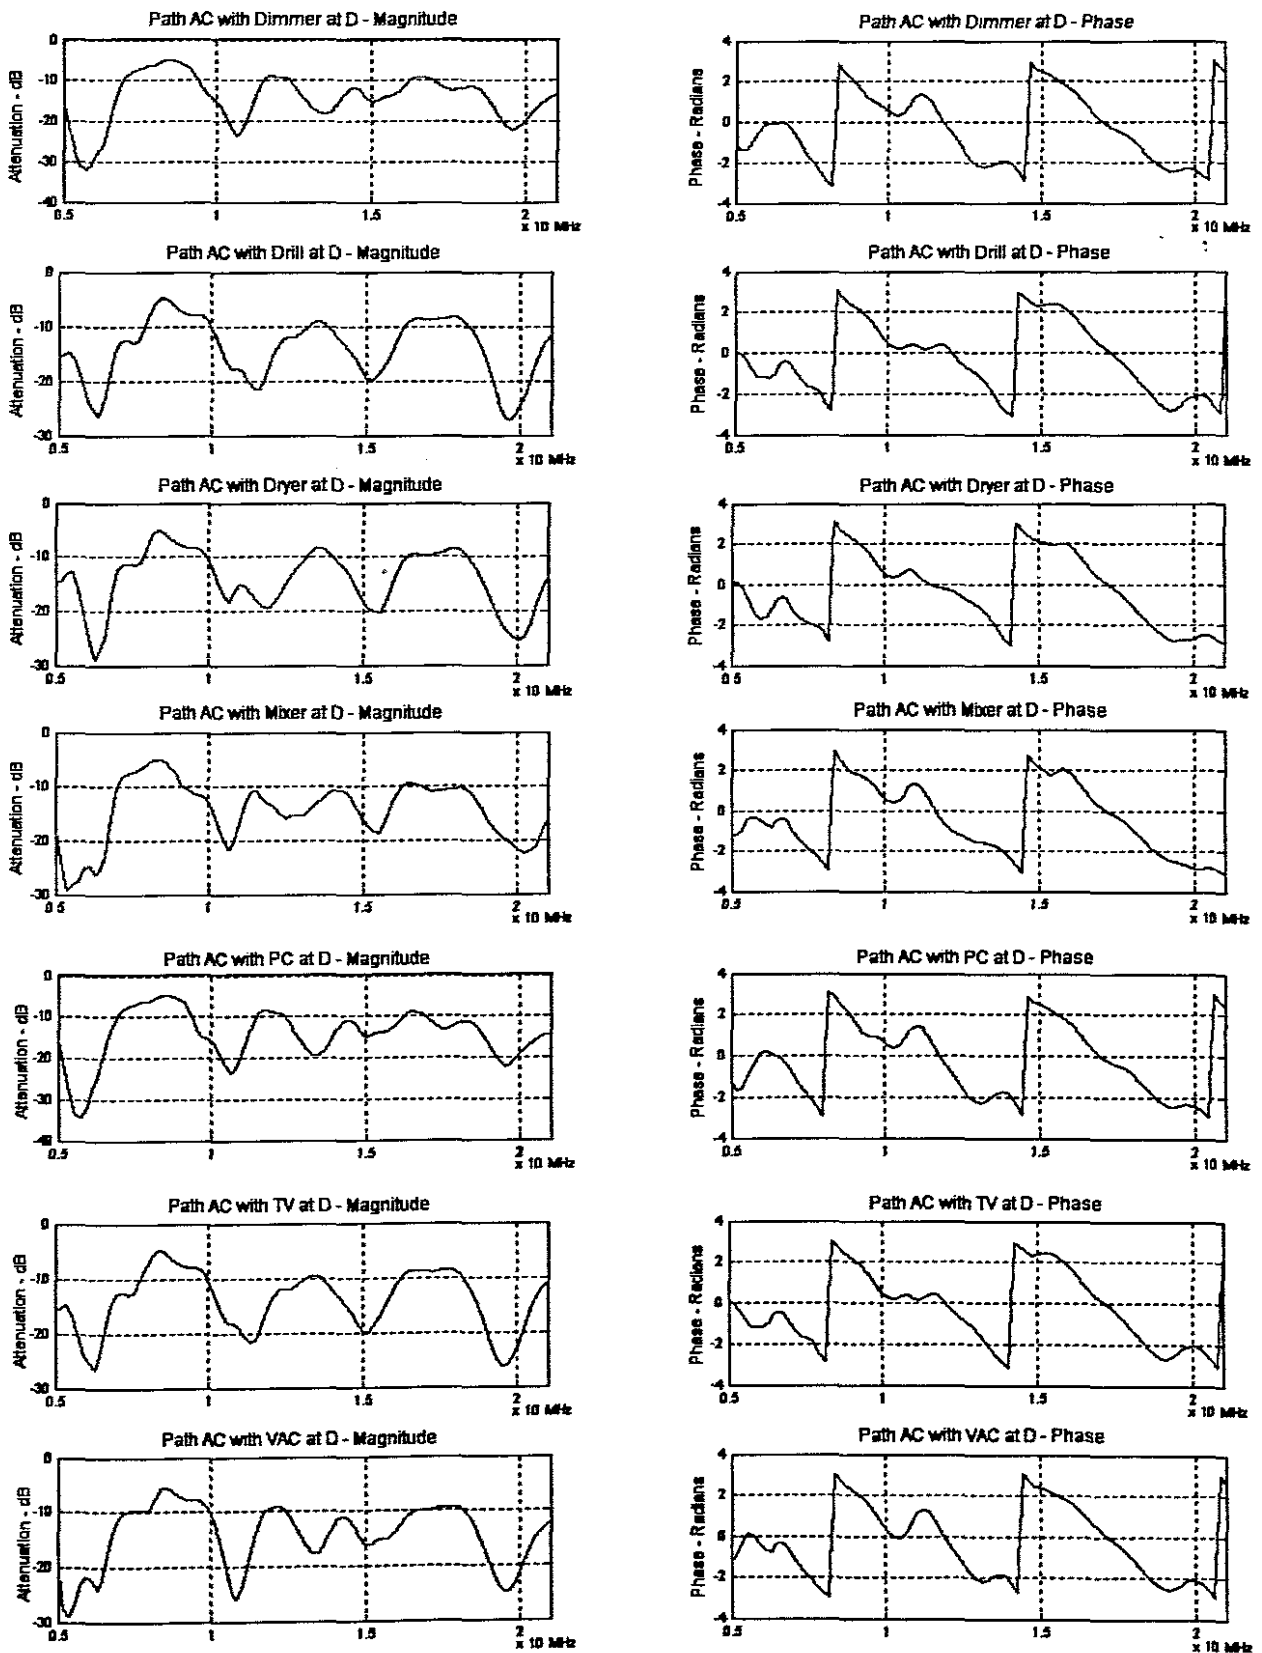 Path AC with Dimmer at D - Magnitude
Attenuation - dB
0
-10
-20
-30
-40
0.5
1
1.5
2
x 10 MHz
Path AC with Dimmer at D - Phase
Phase - Radians
4
2
0
-2
-4
0.5
1
1.5
2
x 10 MHz
Path AC with Drill at D - Magnitude
Attenuation - dB
0
-10
-20
-30
0.5
1
1.5
2
x 10 MHz
Path AC with Drill at D - Phase
Phase - Radians
4
2
0
-2
-4
0.5
1
1.5
2
x 10 MHz
Path AC with Dryer at D - Magnitude
Attenuation - dB
0
-10
-20
-30
0.5
1
1.5
2
x 10 MHz
Path AC with Dryer at D - Phase
Phase - Radians
4
2
0
-2
-4
0.5
1
1.5
2
x 10 MHz
Path AC with Mixer at D - Magnitude
Attenuation - dB
0
-10
-20
-30
0.5
1
1.5
2
x 10 MHz
Path AC with Mixer at D - Phase
Phase - Radians
4
2
0
-2
-4
0.5
1
1.5
2
x 10 MHz
Path AC with PC at D - Magnitude
Attenuation - dB
0
-10
-20
-30
-40
0.5
1
1.5
2
x 10 MHz
Path AC with PC at D - Phase
Phase - Radians
4
2
0
-2
-4
0.5
1
1.5
2
x 10 MHz
Path AC with TV at D - Magnitude
Attenuation - dB
0
-10
-20
-30
0.5
1
1.5
2
x 10 MHz
Path AC with TV at D - Phase
Phase - Radians
4
2
0
-2
-4
0.5
1
1.5
2
x 10 MHz
Path AC with VAC at D - Magnitude
Attenuation - dB
0
-10
-20
-30
0.5
1
1.5
2
x 10 MHz
Path AC with VAC at D - Phase
Phase - Radians
4
2
0
-2
-4
0.5
1
1.5
2
x 10 MHz